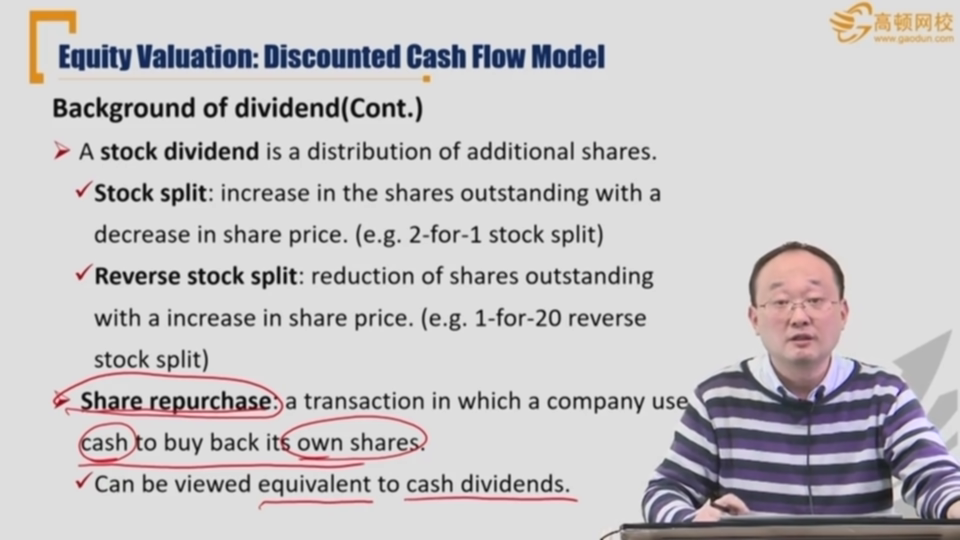 高顿网校
www.gaodun.com
Equity Valuation: Discounted Cash Flow Model
Background of dividend(Cont.)
A stock dividend is a distribution of additional shares.
Stock split: increase in the shares outstanding with a
decrease in share price. (e.g. 2-for-1 stock split)
Reverse stock split: reduction of shares outstanding
with a increase in share price. (e.g. 1-for-20 reverse
stock split)
Share repurchase: a transaction in which a company use
cash to buy back its own shares.
Can be viewed equivalent to cash dividends.